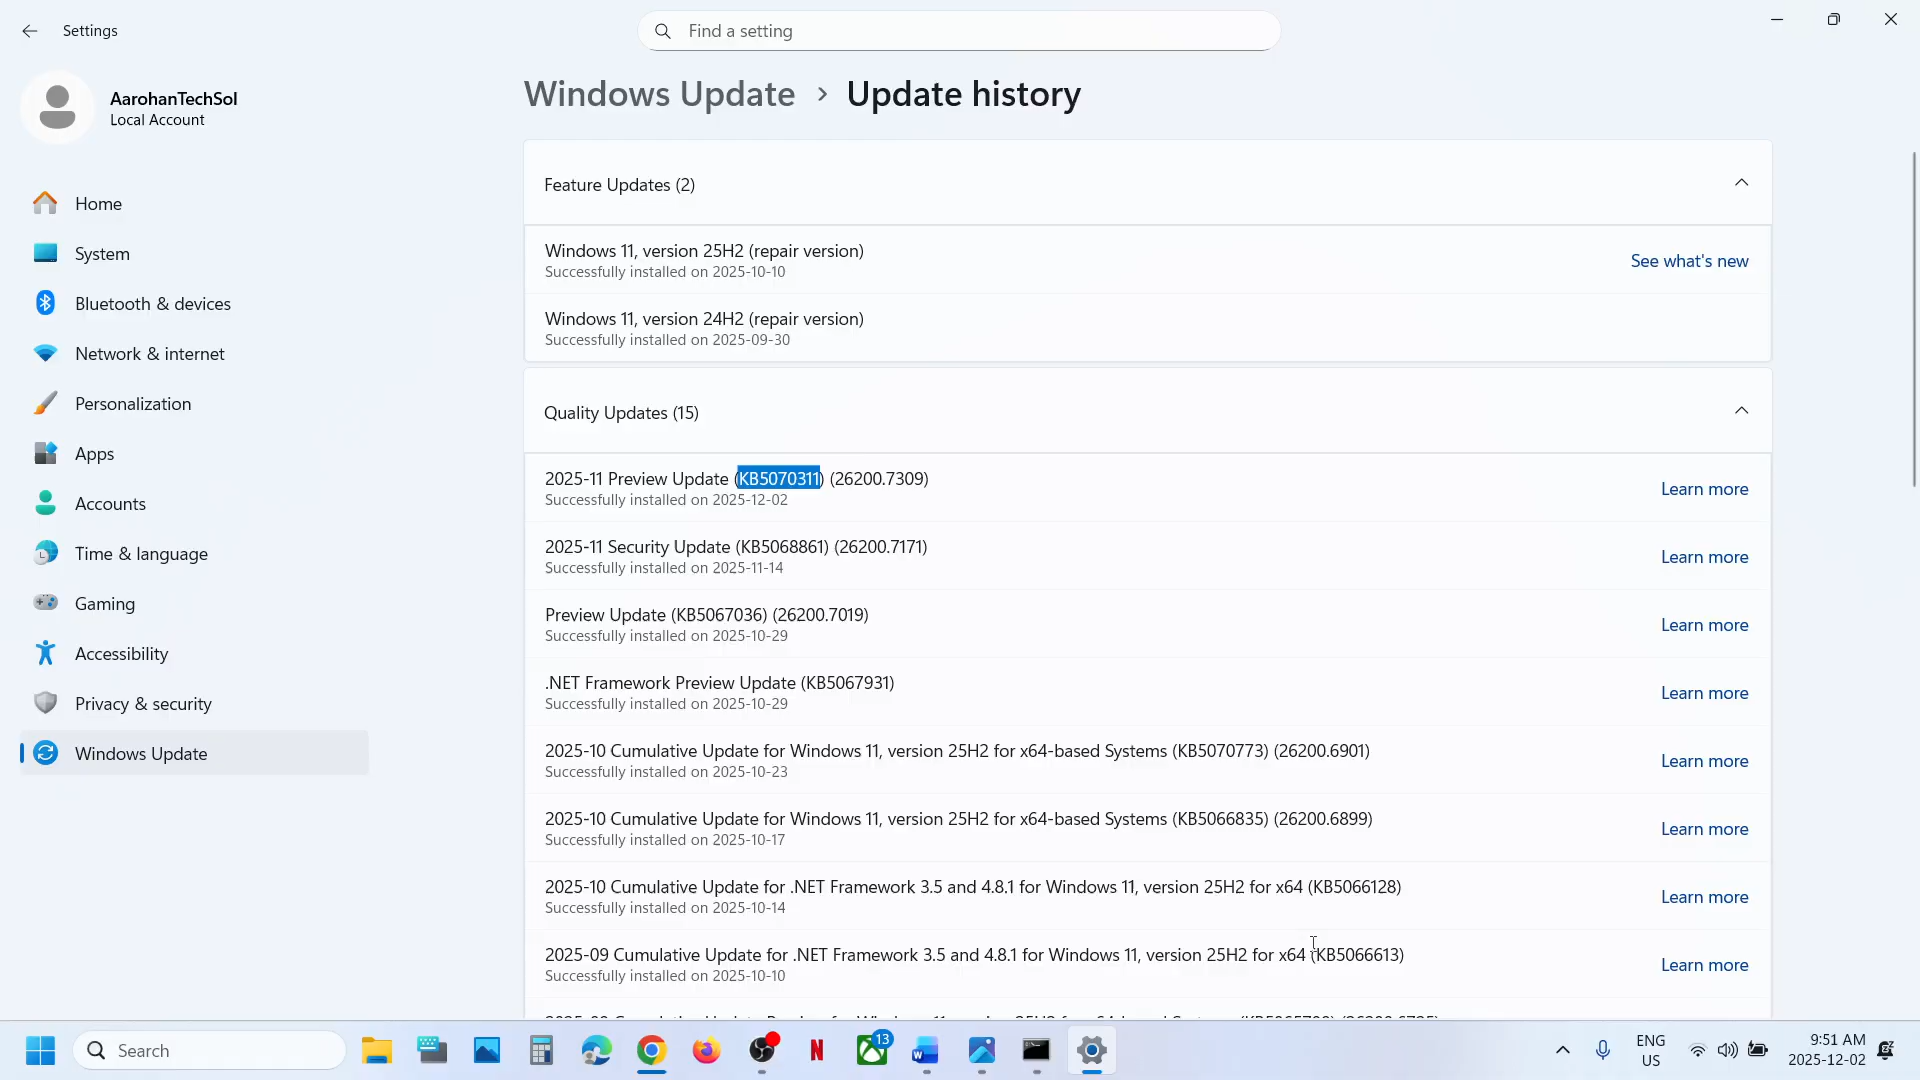 Settings
Find a setting
AarohanTechSol
Local Account
Home
System
Bluetooth & devices
Network & internet
Personalization
Apps
Accounts
Time & language
Gaming
Accessibility
Privacy & security
Windows Update
Windows Update > Update history
Feature Updates (2)
Windows 11, version 25H2 (repair version)
Successfully installed on 2025-10-10
See what's new
Windows 11, version 24H2 (repair version)
Successfully installed on 2025-09-30
Quality Updates (15)
2025-11 Preview Update (KB5070311) (26200.7309)
Successfully installed on 2025-12-02
Learn more
2025-11 Security Update (KB5068861) (26200.7171)
Successfully installed on 2025-11-14
Learn more
Preview Update (KB5067036) (26200.7019)
Successfully installed on 2025-10-29
Learn more
.NET Framework Preview Update (KB5067931)
Successfully installed on 2025-10-29
Learn more
2025-10 Cumulative Update for Windows 11, version 25H2 for x64-based Systems (KB5070773) (26200.6901)
Successfully installed on 2025-10-23
Learn more
2025-10 Cumulative Update for Windows 11, version 25H2 for x64-based Systems (KB5066835) (26200.6899)
Successfully installed on 2025-10-17
Learn more
2025-10 Cumulative Update for .NET Framework 3.5 and 4.8.1 for Windows 11, version 25H2 for x64 (KB5066128)
Successfully installed on 2025-10-14
Learn more
2025-09 Cumulative Update for .NET Framework 3.5 and 4.8.1 for Windows 11, version 25H2 for x64 (KB5066613)
Successfully installed on 2025-10-10
Learn more
Search
13
ENG
US
9:51 AM
2025-12-02